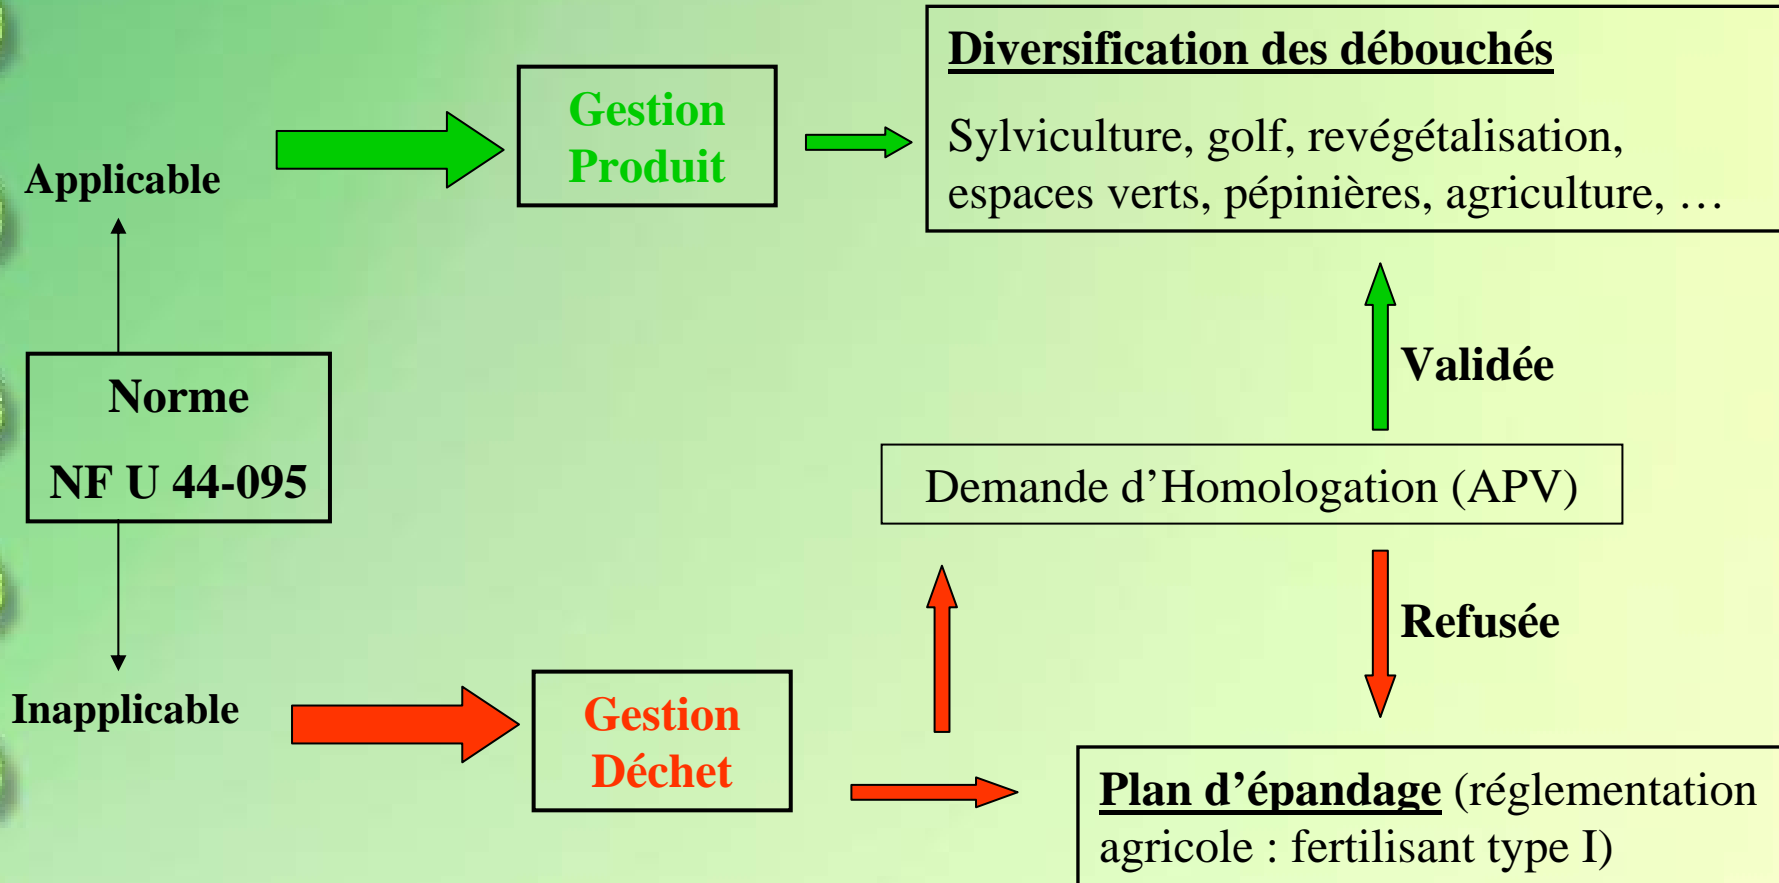 Diversification des débouchés
Sylviculture, golf, revégétalisation,
espaces verts, pépinières, agriculture, …
Gestion
Produit
Applicable
Norme
NF U 44-095
Validée
Demande d’Homologation (APV)
Refusée
Inapplicable
Gestion
Déchet
Plan d’épandage (réglementation
agricole : fertilisant type I)